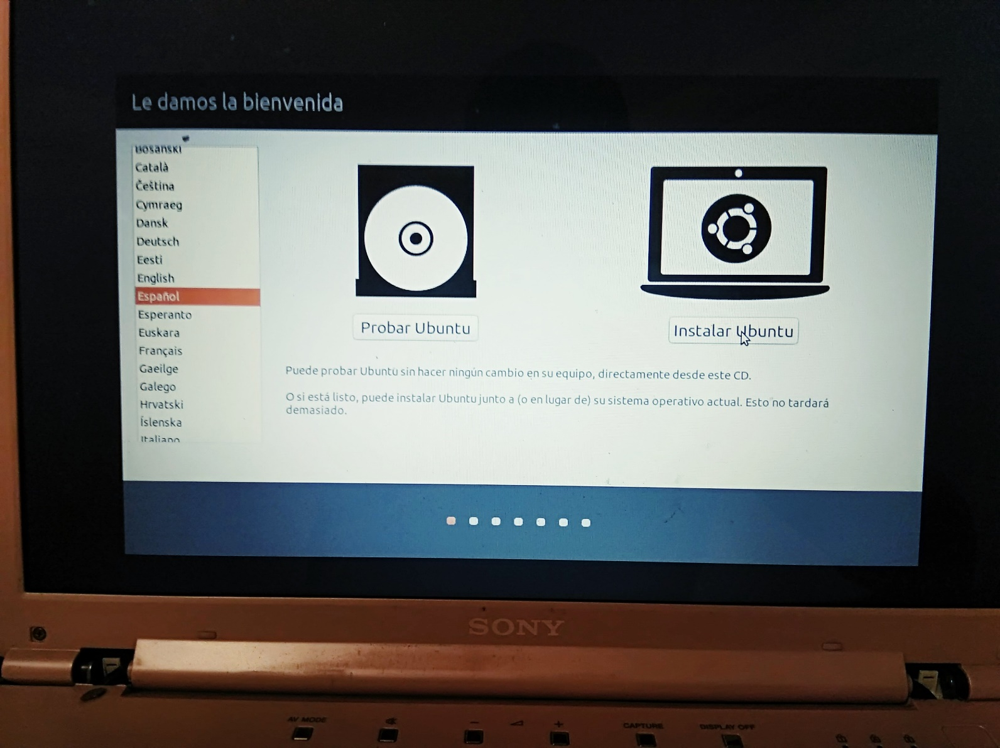 Le damos la bienvenida
Bosanski
Català
Čeština
Cymraeg
Dansk
Deutsch
Eesti
English
Español
Esperanto
Euskara
Français
Gaeilge
Galego
Hrvatski
Íslenska
Italiano
Probar Ubuntu
Instalar Ubuntu
Puede probar Ubuntu sin hacer ningún cambio en su equipo, directamente desde este CD.
O si está listo, puede instalar Ubuntu junto a (o en lugar de) su sistema operativo actual. Esto no tardará
demasiado.
SONY
AV MODE
CAPTURE
DISPLAY OFF